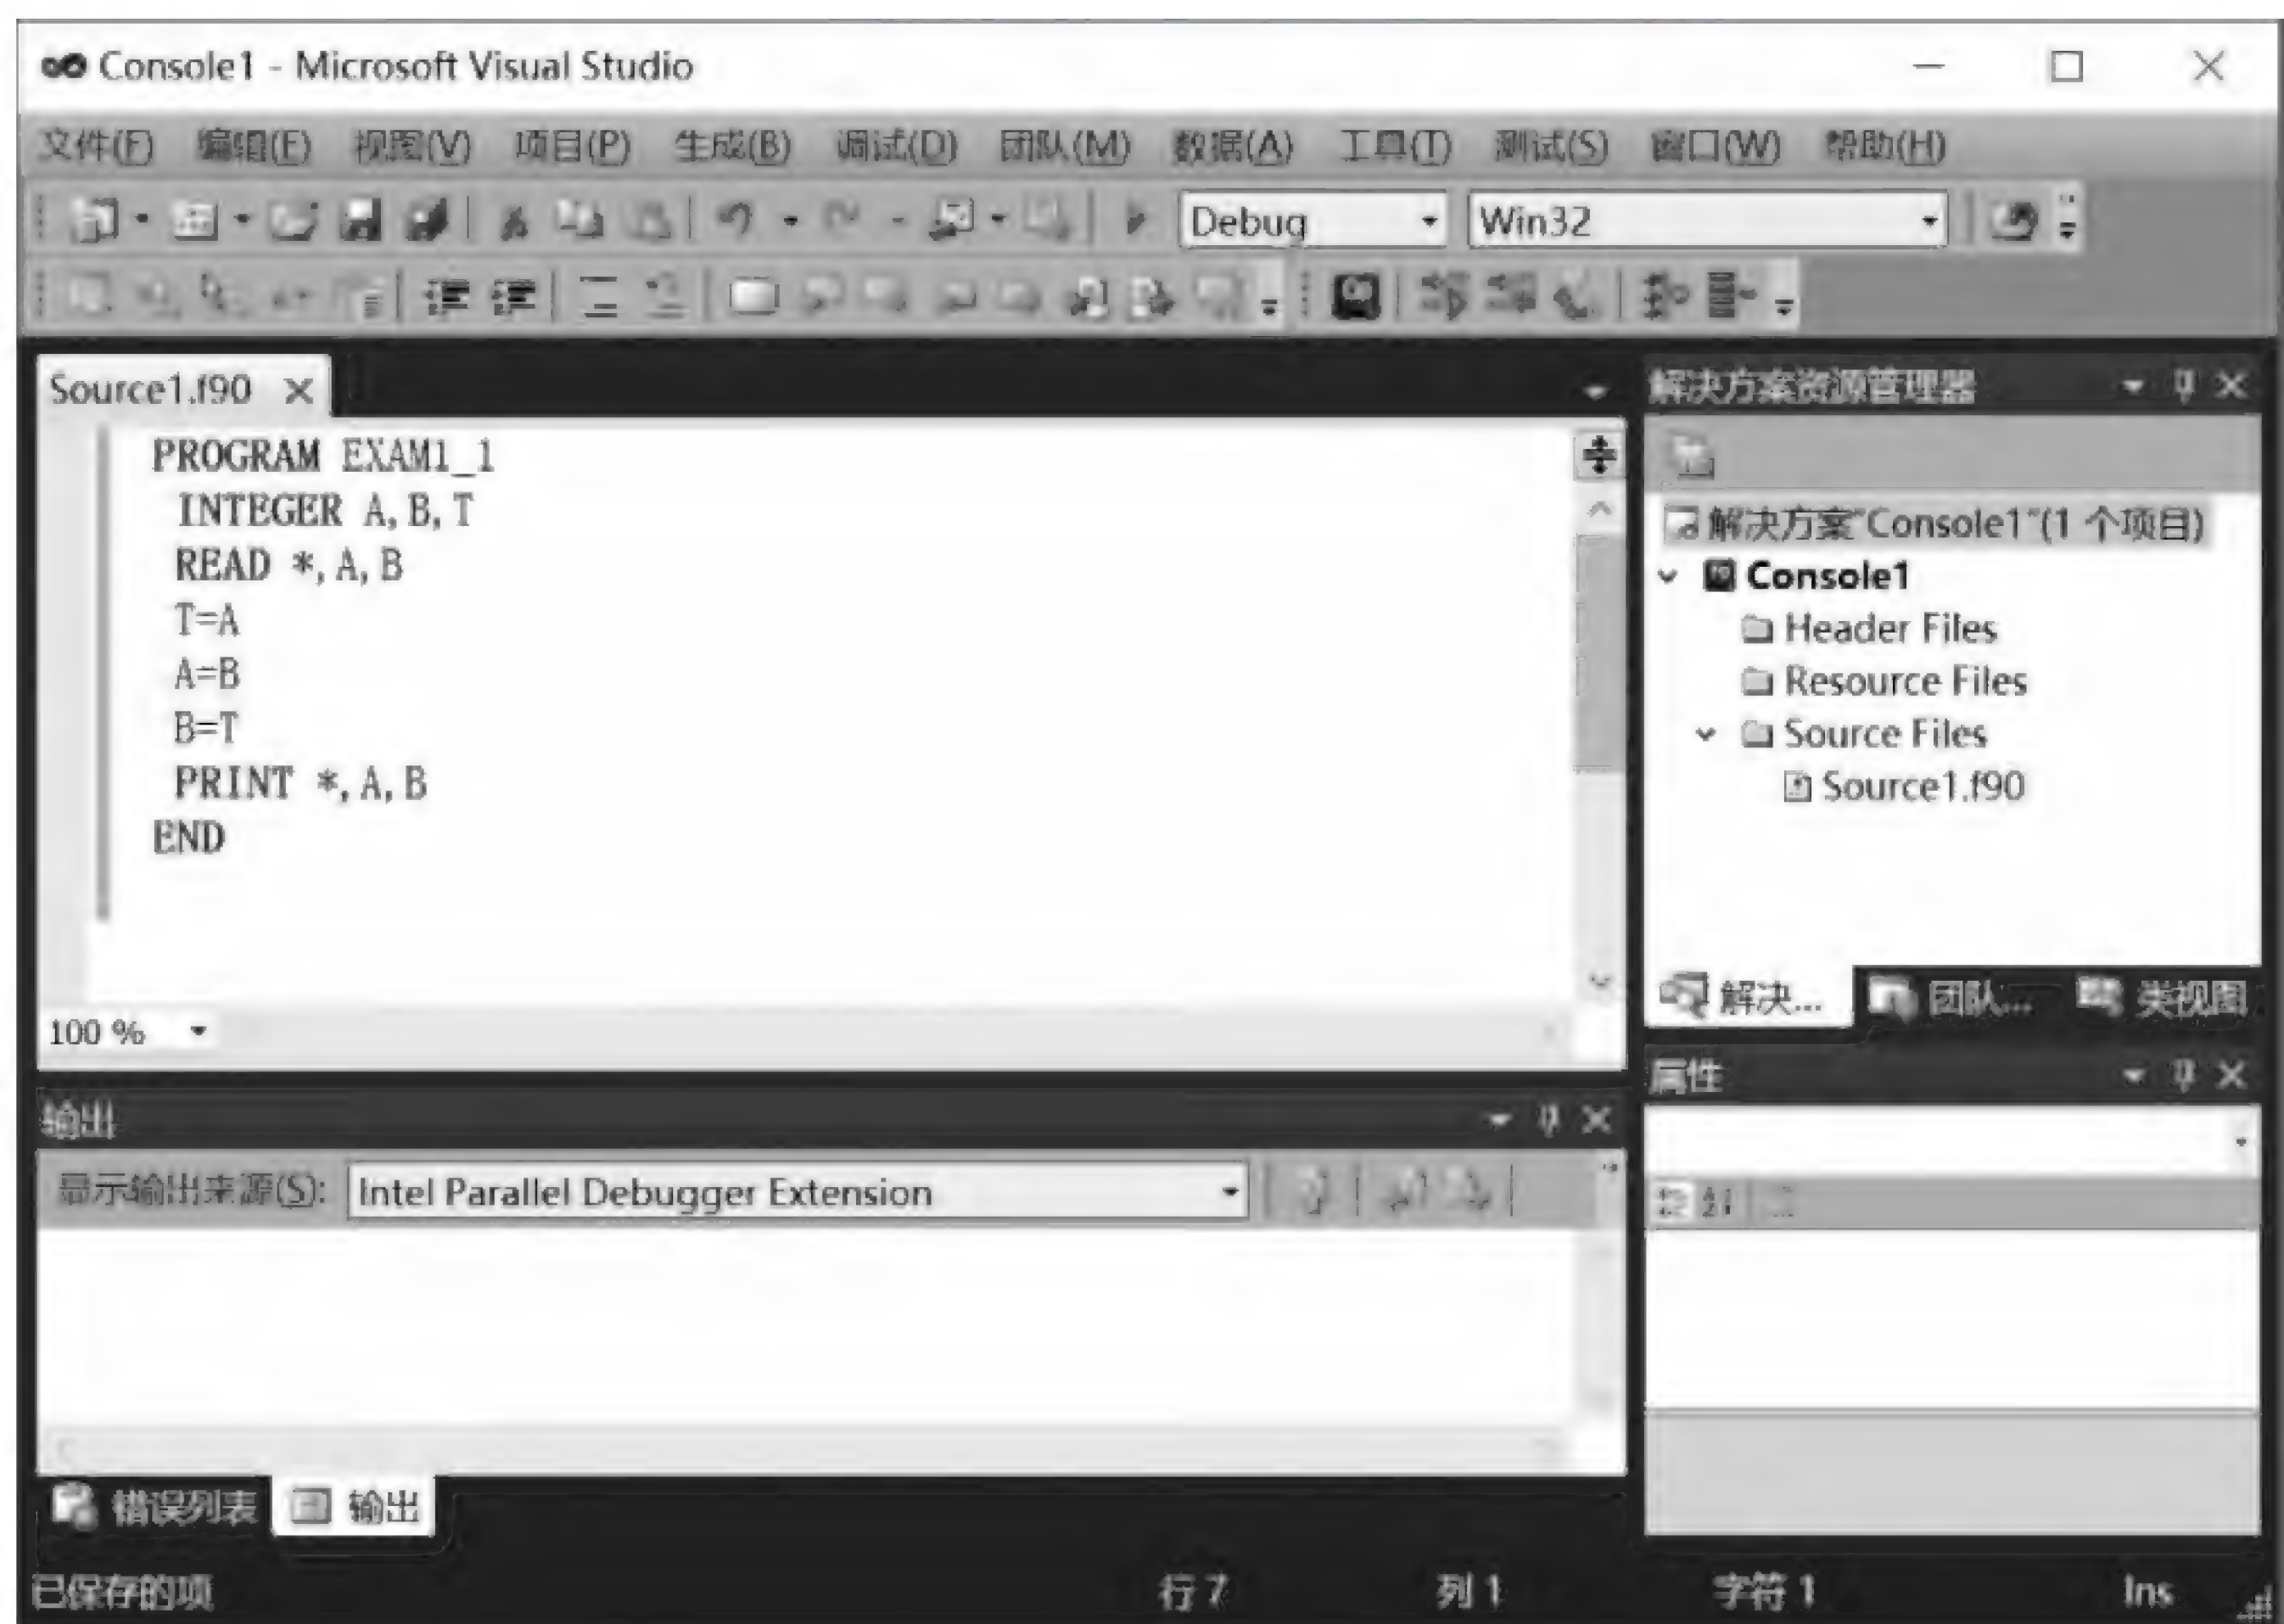 Console1 - Microsoft Visual Studio
文件(F) 编辑(E) 视图(V) 项目(P) 生成(B) 调试(D) 团队(M) 数据(A) 工具(T) 测试(S) 窗口(W) 帮助(H)
Debug Win32
Source1.f90
PROGRAM EXAM1_1
INTEGER A,B,T
READ *,A,B
T=A
A=B
B=T
PRINT *,A,B
END
100 %
解决方案资源管理器
解决方案"Console1"(1 个项目)
Console1
Header Files
Resource Files
Source Files
Source1.f90
解决... 团队... 类视图
属性
输出
显示输出来源(S): Intel Parallel Debugger Extension
错误列表 输出
已保存的项 行 7 列 1 字符 1 Ins